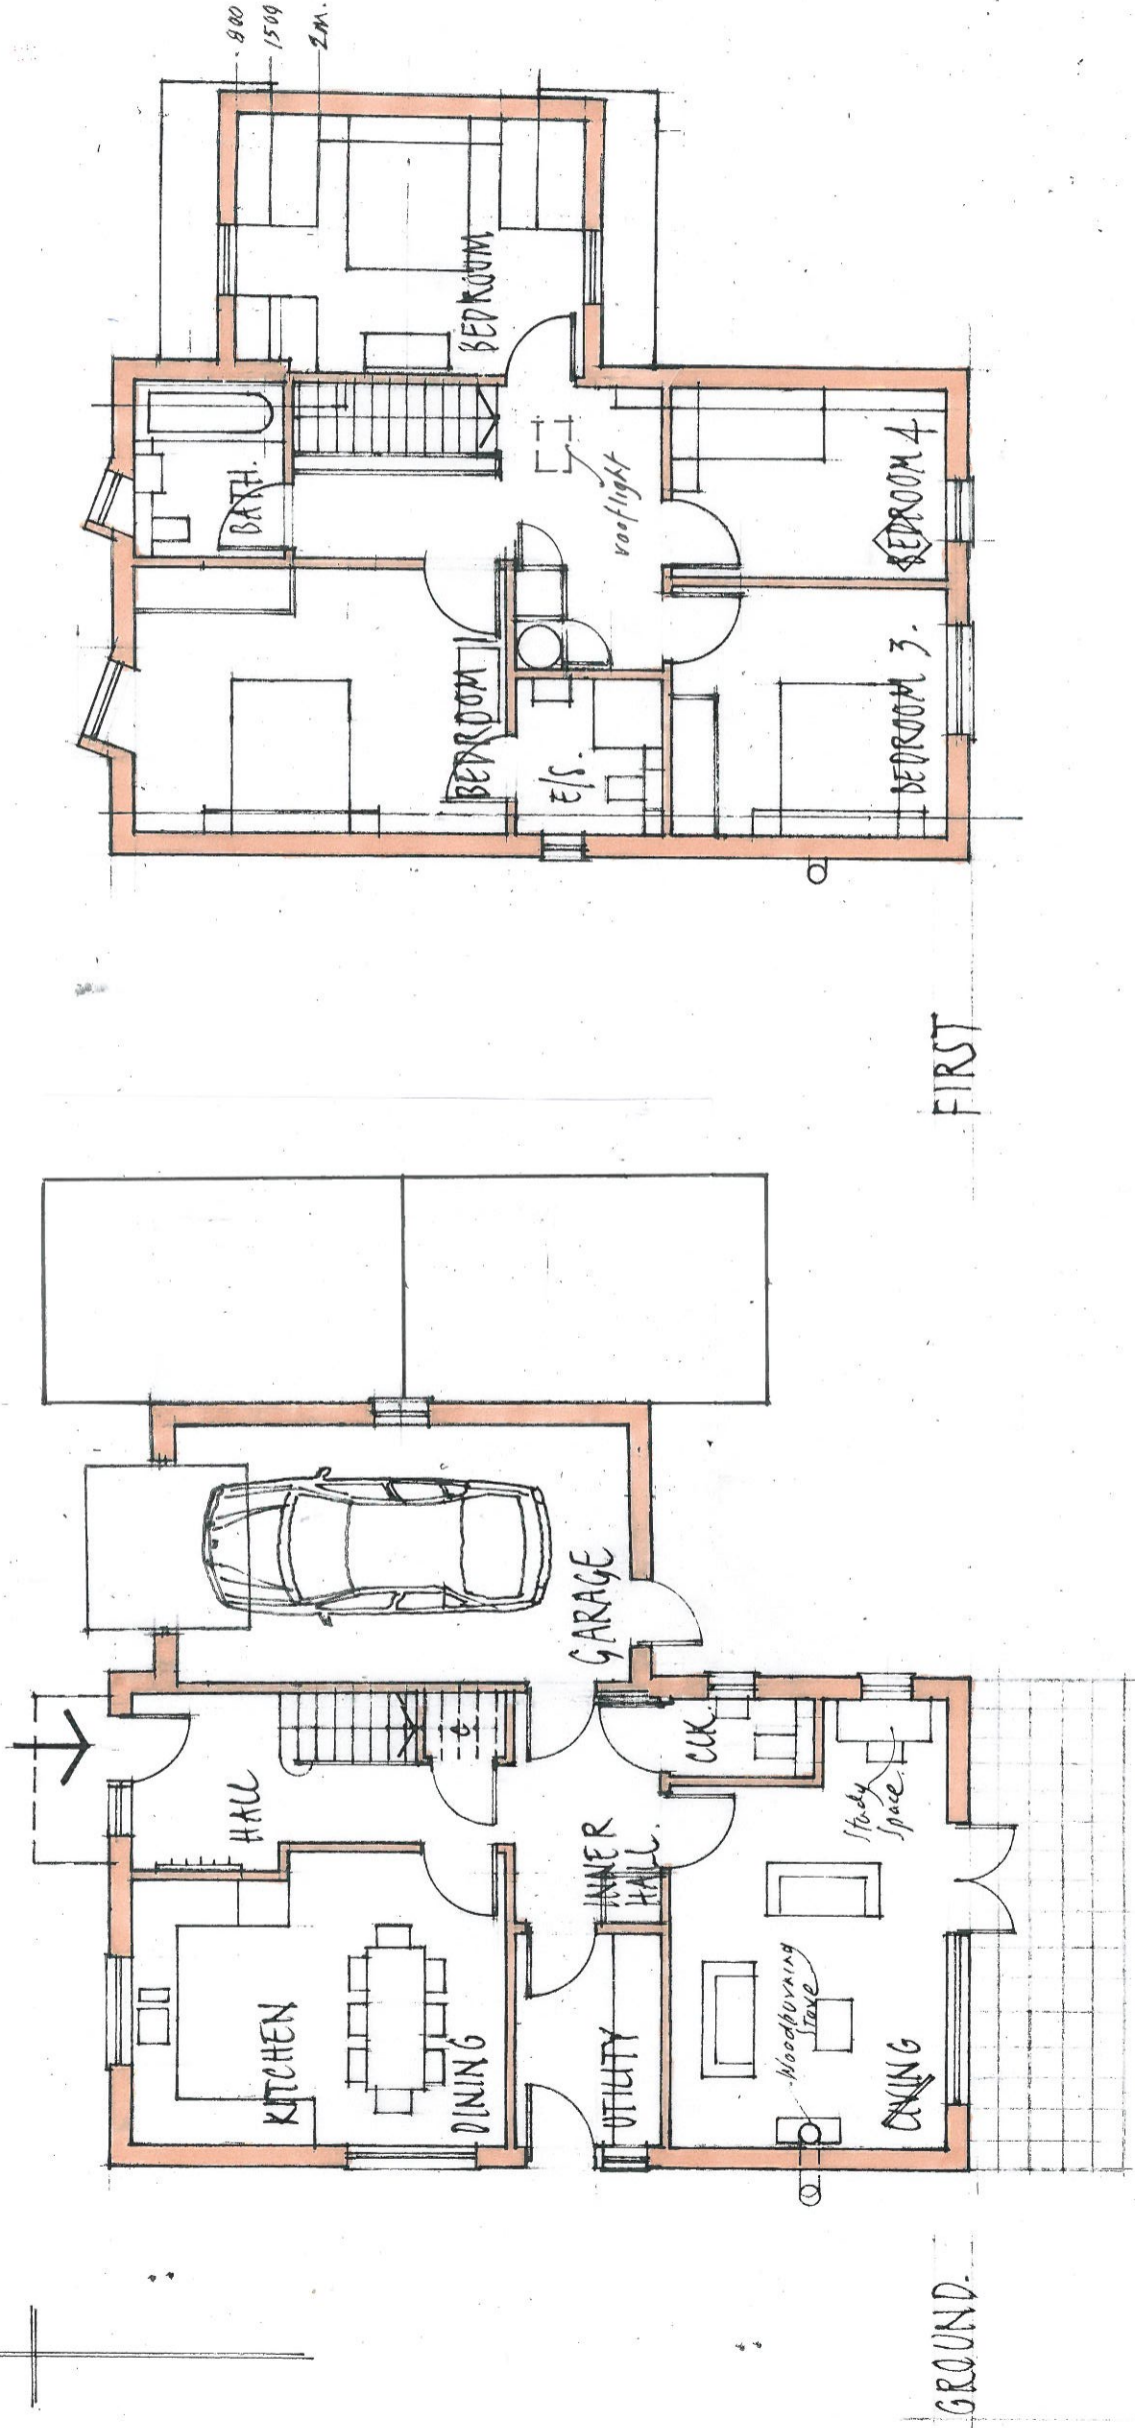 800
1500
2m.
BEDROOM
BATH.
rooflight
BEDROOM
E/S.
BEDROOM 4
BEDROOM 3.
FIRST
GARAGE
HALL
CLK.
Study
Space.
INNER
HALL.
KITCHEN
DINING
UTILITY
Woodburning
Stove
LIVING
GROUND.